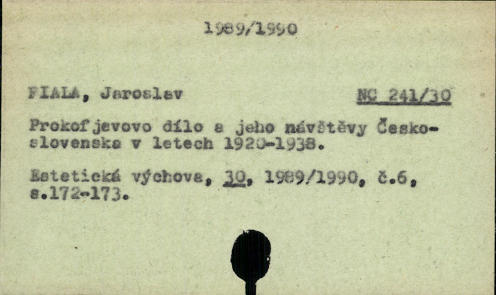 1989/1990
FIALA, Jaroslav NC 241/30
Prokofjevovo dílo a jeho návštěvy Česko-
slovenska v letech 1920-1938.
Estetická výchova, 30, 1989/1990, č.6,
s.172-173.